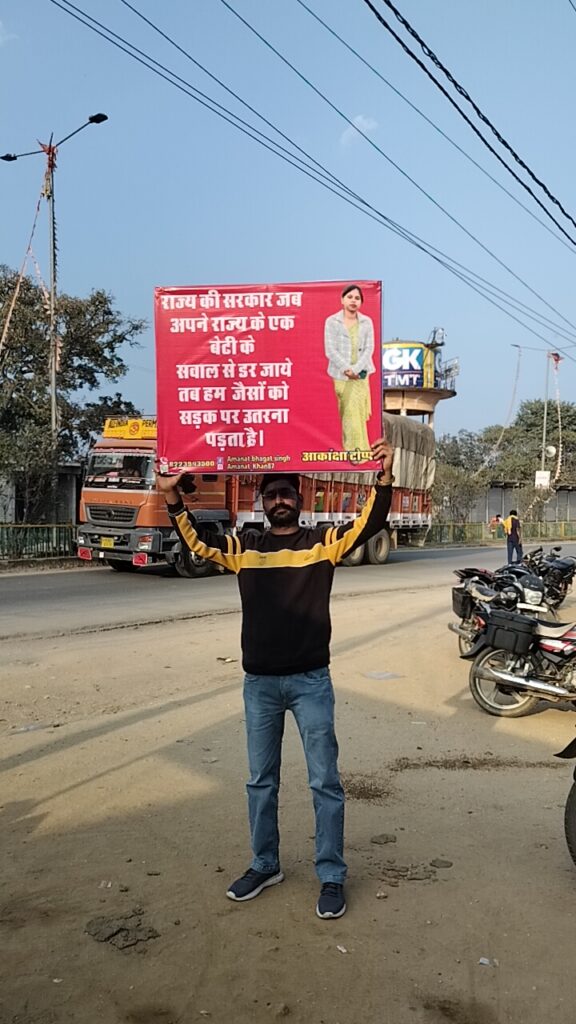 राज्य की सरकार जब
अपने राज्य के एक
बेटी के
सवाल से डर जाये
तब हम जैसों को
सड़क पर उतरना
पड़ता है।
Amanat.bhagat.singh
Amanat_Khan87
आकांक्षा टोप्पो
GK
TMT